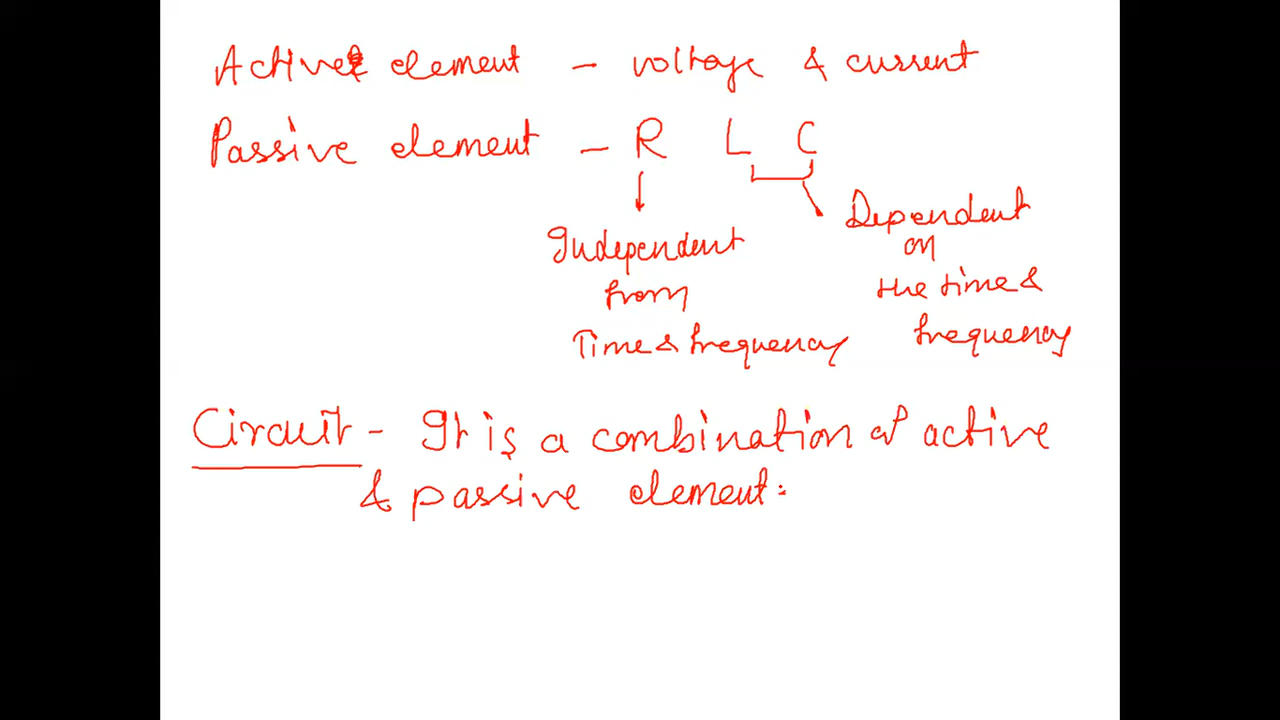 Active element - voltage & current
Passive element - R L C
Independent
from
Time & frequency
Dependent
on
the time &
frequency
Circuit - It is a combination of active
& passive element.